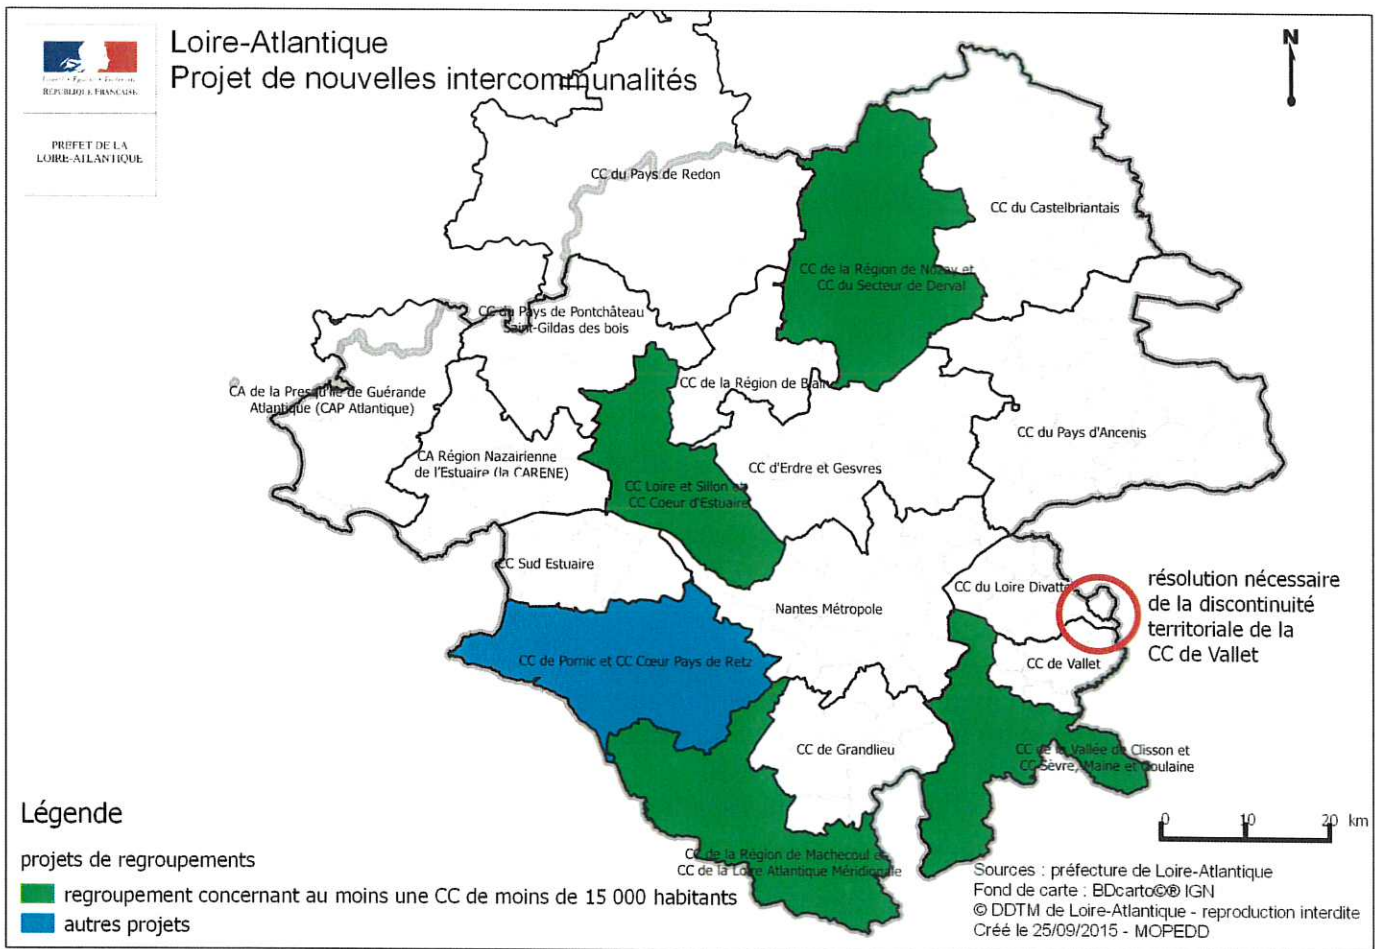 Loire-Atlantique
Projet de nouvelles intercommunalités
RÉPUBLIQUE FRANÇAISE
PREFET DE LA
LOIRE-ATLANTIQUE
N
CC du Pays de Redon
CC du Castelbriantais
CC de la Région de Nozay et
CC du Secteur de Derval
CC du Pays de Pontchâteau
Saint-Gildas des bois
CC de la Région de Blain
CA de la Presqu'île de Guérande
Atlantique (CAP Atlantique)
CC du Pays d'Ancenis
CA Région Nazairienne
de l'Estuaire (la CARENE)
CC d'Erdre et Gesvres
CC Loire et Sillon et
CC Coeur d'Estuaire
CC Sud Estuaire
CC du Loire Divatte
Nantes Métropole
résolution nécessaire
de la discontinuité
territoriale de la
CC de Vallet
CC de Vallet
CC de Pornic et CC Cœur Pays de Retz
CC de Grandlieu
CC de la Vallée de Clisson et
CC Sèvre, Maine et Goulaine
CC de la Région de Machecoul et
CC de la Loire Atlantique Méridionale
Légende
projets de regroupements
regroupement concernant au moins une CC de moins de 15 000 habitants
autres projets
0 10 20 km
Sources : préfecture de Loire-Atlantique
Fond de carte : BDcarto©® IGN
© DDTM de Loire-Atlantique - reproduction interdite
Créé le 25/09/2015 - MOPEDD